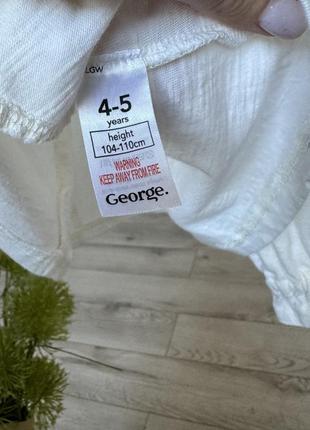 LGW
4-5
years
height
104-110cm
WARNING
KEEP AWAY FROM FIRE
George.